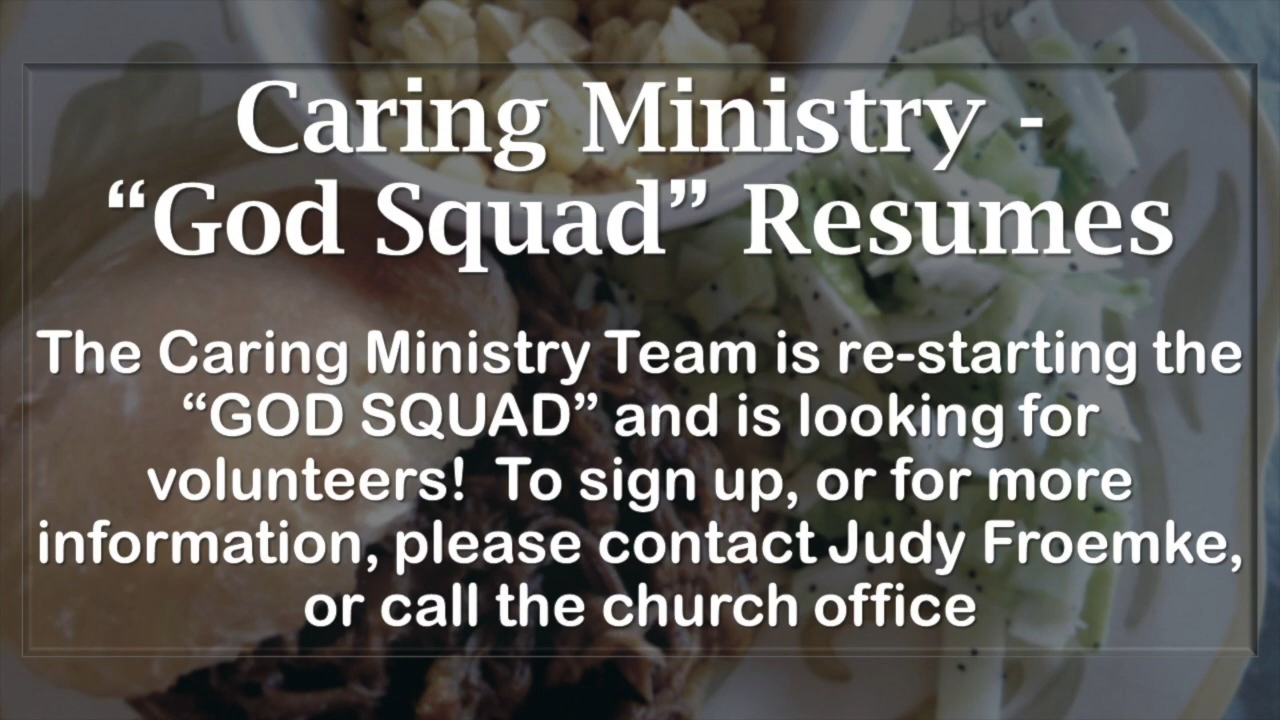 Caring Ministry -
“God Squad” Resumes
The Caring Ministry Team is re-starting the
“GOD SQUAD” and is looking for
volunteers!  To sign up, or for more
information, please contact Judy Froemke,
or call the church office